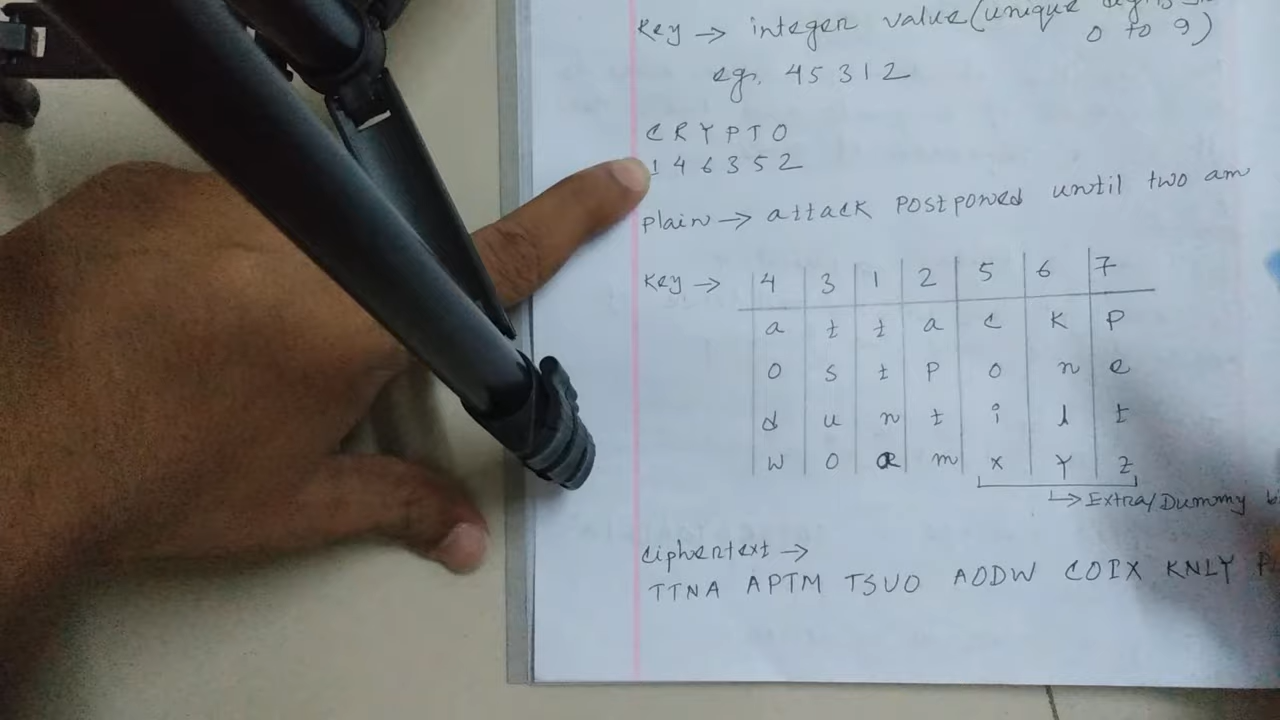 Key → integer value (unique
0 to 9)
eg. 45312
CRYPTO
146352
Plain → attack postponed until two am
Key → 4 3 1 2 5 6 7
a t t a c k p
o s t p o n e
d u n t i l t
w o a m x y z
↳ Extra/Dummy
ciphertext →
TTNA APTM TSUO AODW COIX KNLY